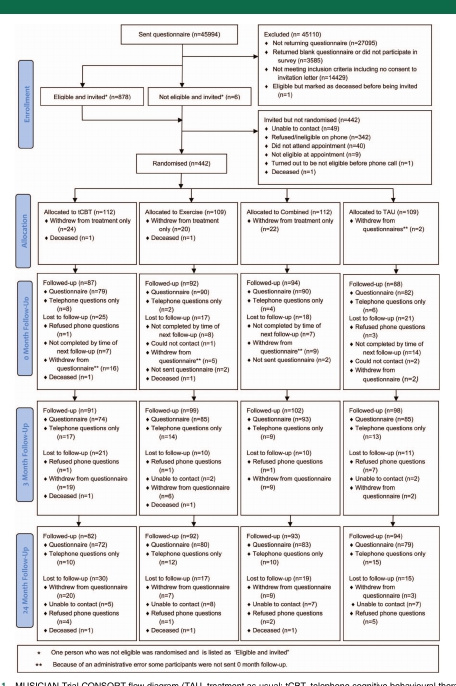 Sent questionnaire (n=45994)
Excluded (n= 45110)
♦ Not returning questionnaire (n=27095)
♦ Returned blank questionnaire or did not participate in
survey (n=3585)
♦ Not meeting inclusion criteria including no consent to
invitation letter (n=14429)
♦ Eligible but marked as deceased before being invited
(n=1)
Enrollment
Eligible and invited* (n=878)
Not eligible and invited* (n=6)
Invited but not randomised (n=442)
♦ Unable to contact (n=49)
♦ Refused/ineligible on phone (n=342)
♦ Did not attend appointment (n=40)
♦ Not eligible at appointment (n=9)
♦ Turned out to be not eligible before phone call (n=1)
♦ Deceased (n=1)
Randomised (n=442)
Allocation
Allocated to tCBT (n=112)
♦ Withdrew from treatment only
(n=24)
♦ Deceased (n=1)
Allocated to Exercise (n=109)
♦ Withdrew from treatment only
(n=20)
♦ Deceased (n=1)
Allocated to Combined (n=112)
♦ Withdrew from treatment only
(n=22)
Allocated to TAU (n=109)
♦ Withdrew from
questionnaires** (n=2)
0 Month Follow-Up
Followed-up (n=87)
♦ Questionnaire (n=79)
♦ Telephone questions only
(n=8)
Lost to follow-up (n=25)
♦ Refused phone questions
(n=1)
♦ Not completed by time of
next follow-up (n=7)
♦ Withdrew from
questionnaire** (n=16)
♦ Deceased (n=1)
Followed-up (n=92)
♦ Questionnaire (n=90)
♦ Telephone questions only
(n=2)
Lost to follow-up (n=17)
♦ Not completed by time of
next follow-up (n=8)
♦ Could not contact (n=1)
♦ Withdrew from
questionnaire** (n=5)
♦ Not sent questionnaire (n=2)
♦ Deceased (n=1)
Followed-up (n=94)
♦ Questionnaire (n=90)
♦ Telephone questions only
(n=4)
Lost to follow-up (n=18)
♦ Not completed by time of
next follow-up (n=7)
♦ Withdrew from
questionnaire** (n=9)
♦ Not sent questionnaire (n=2)
Followed-up (n=88)
♦ Questionnaire (n=82)
♦ Telephone questions only
(n=6)
Lost to follow-up (n=21)
♦ Refused phone questions
(n=3)
♦ Not completed by time of
next follow-up (n=14)
♦ Could not contact (n=2)
♦ Withdrew from
questionnaire** (n=2)
3 Month Follow-Up
Followed-up (n=91)
♦ Questionnaire (n=74)
♦ Telephone questions only
(n=17)
Lost to follow-up (n=21)
♦ Refused phone questions
(n=1)
♦ Withdrew from questionnaire
(n=19)
♦ Deceased (n=1)
Followed-up (n=99)
♦ Questionnaire (n=85)
♦ Telephone questions only
(n=14)
Lost to follow-up (n=10)
♦ Refused phone questions
(n=1)
♦ Unable to contact (n=2)
♦ Withdrew from questionnaire
(n=6)
♦ Deceased (n=1)
Followed-up (n=102)
♦ Questionnaire (n=93)
♦ Telephone questions only
(n=9)
Lost to follow-up (n=10)
♦ Refused phone questions
(n=1)
♦ Withdrew from questionnaire
(n=9)
Followed-up (n=98)
♦ Questionnaire (n=85)
♦ Telephone questions only
(n=13)
Lost to follow-up (n=11)
♦ Refused phone questions
(n=7)
♦ Unable to contact (n=2)
♦ Withdrew from
questionnaire (n=2)
24 Month Follow-Up
Followed-up (n=82)
♦ Questionnaire (n=72)
♦ Telephone questions only
(n=10)
Lost to follow-up (n=30)
♦ Withdrew from questionnaire
(n=20)
♦ Unable to contact (n=5)
♦ Refused phone questions
(n=4)
♦ Deceased (n=1)
Followed-up (n=92)
♦ Questionnaire (n=80)
♦ Telephone questions only
(n=12)
Lost to follow-up (n=17)
♦ Withdrew from questionnaire
(n=7)
♦ Unable to contact (n=8)
♦ Refused phone questions
(n=1)
♦ Deceased (n=1)
Followed-up (n=93)
♦ Questionnaire (n=83)
♦ Telephone questions only
(n=10)
Lost to follow-up (n=19)
♦ Withdrew from questionnaire
(n=9)
♦ Unable to contact (n=7)
♦ Refused phone questions
(n=2)
♦ Deceased (n=1)
Followed-up (n=94)
♦ Questionnaire (n=79)
♦ Telephone questions only
(n=15)
Lost to follow-up (n=15)
♦ Withdrew from questionnaire
(n=3)
♦ Unable to contact (n=7)
♦ Refused phone questions
(n=5)
* One person who was not eligible was randomised and is listed as "Eligible and invited"
** Because of an administrative error some participants were not sent 0 month follow-up.
MUSICIAN Trial CONSORT flow diagram (TAU, treatment as usual; tCBT, telephone cognitive behavioural